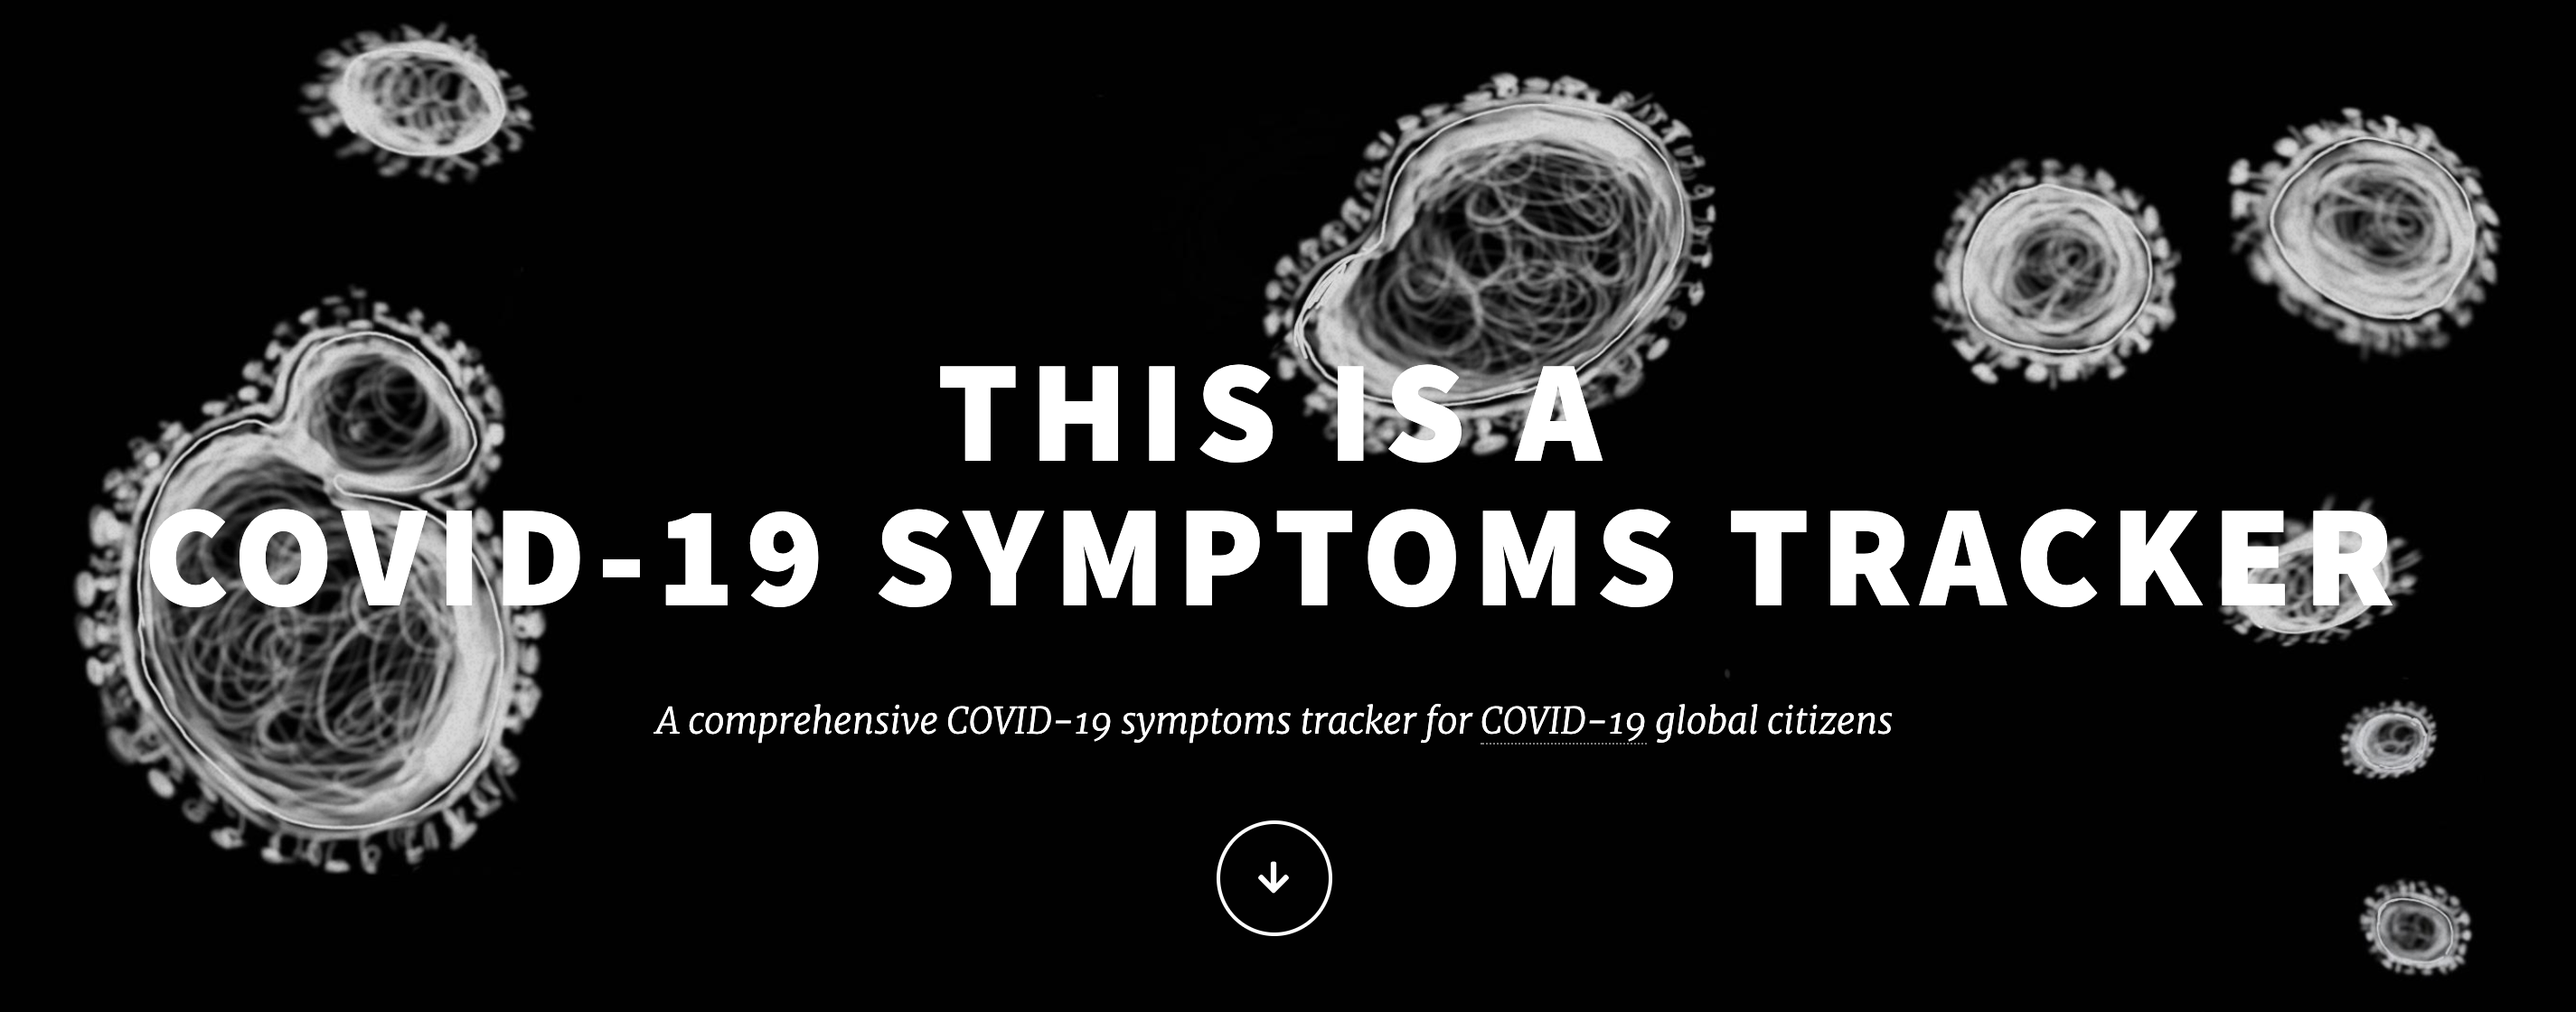 THIS IS A
COVID-19 SYMPTOMS TRACKER
A comprehensive COVID-19 symptoms tracker for COVID-19 global citizens